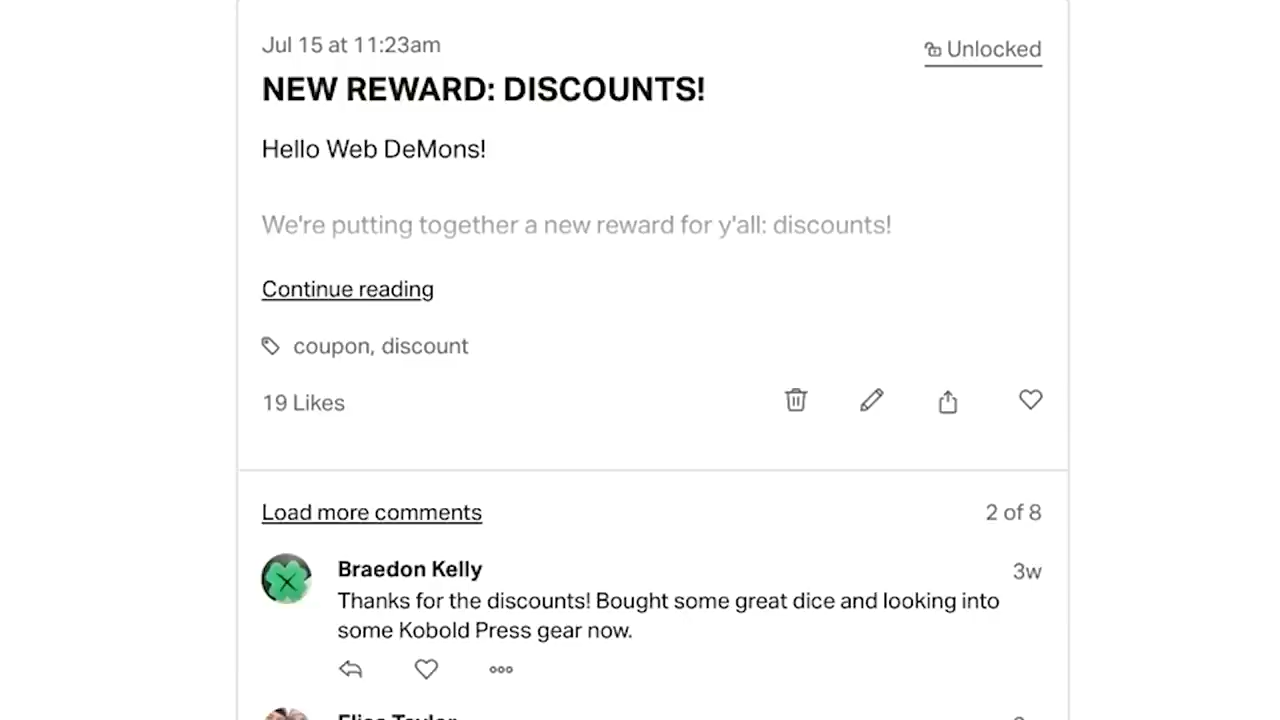 Jul 15 at 11:23am
Unlocked
NEW REWARD: DISCOUNTS!
Hello Web DeMons!
We're putting together a new reward for y'all: discounts!
Continue reading
coupon, discount
19 Likes
Load more comments
2 of 8
Braedon Kelly
3w
Thanks for the discounts! Bought some great dice and looking into
some Kobold Press gear now.